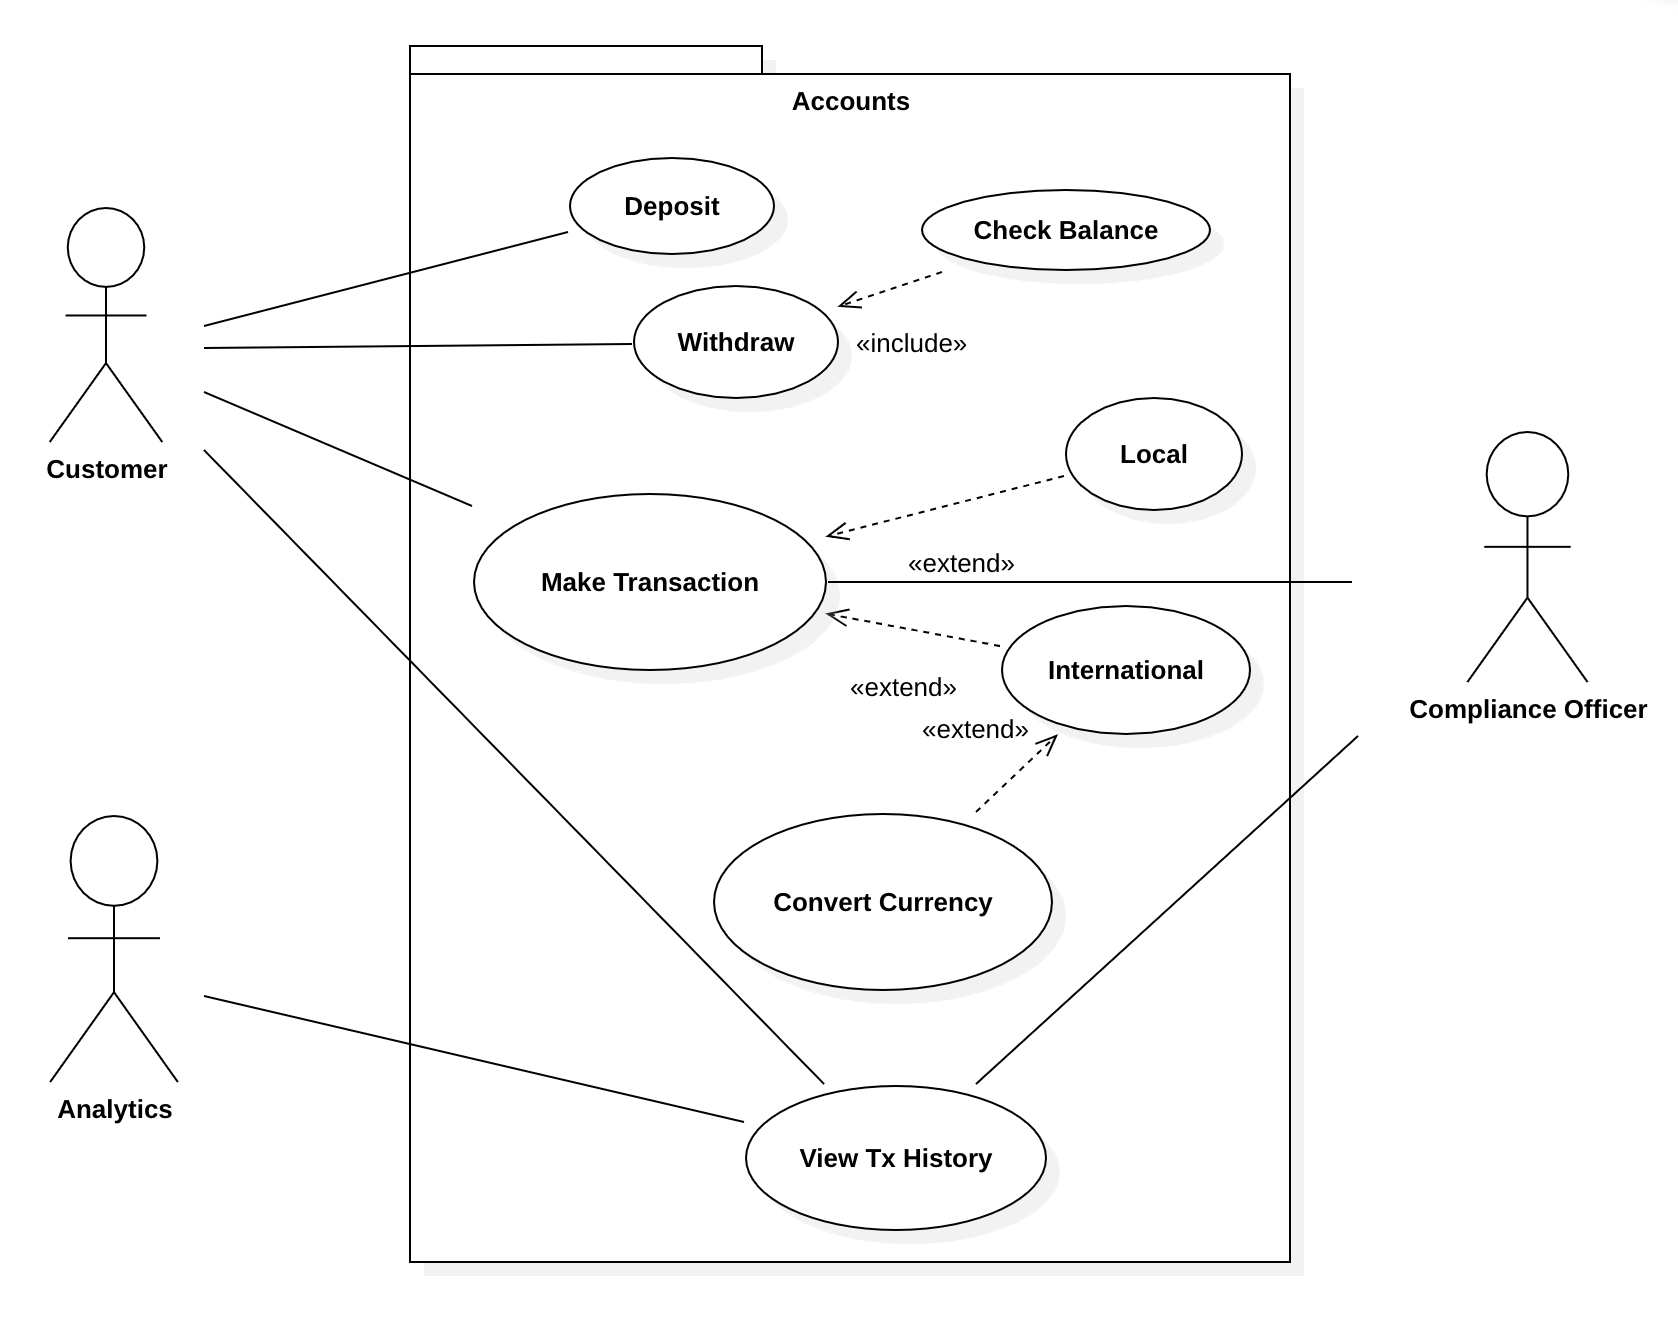 Accounts
Deposit
Check Balance
Withdraw
«include»
Customer
Local
«extend»
Make Transaction
International
«extend»
«extend»
Compliance Officer
Convert Currency
Analytics
View Tx History